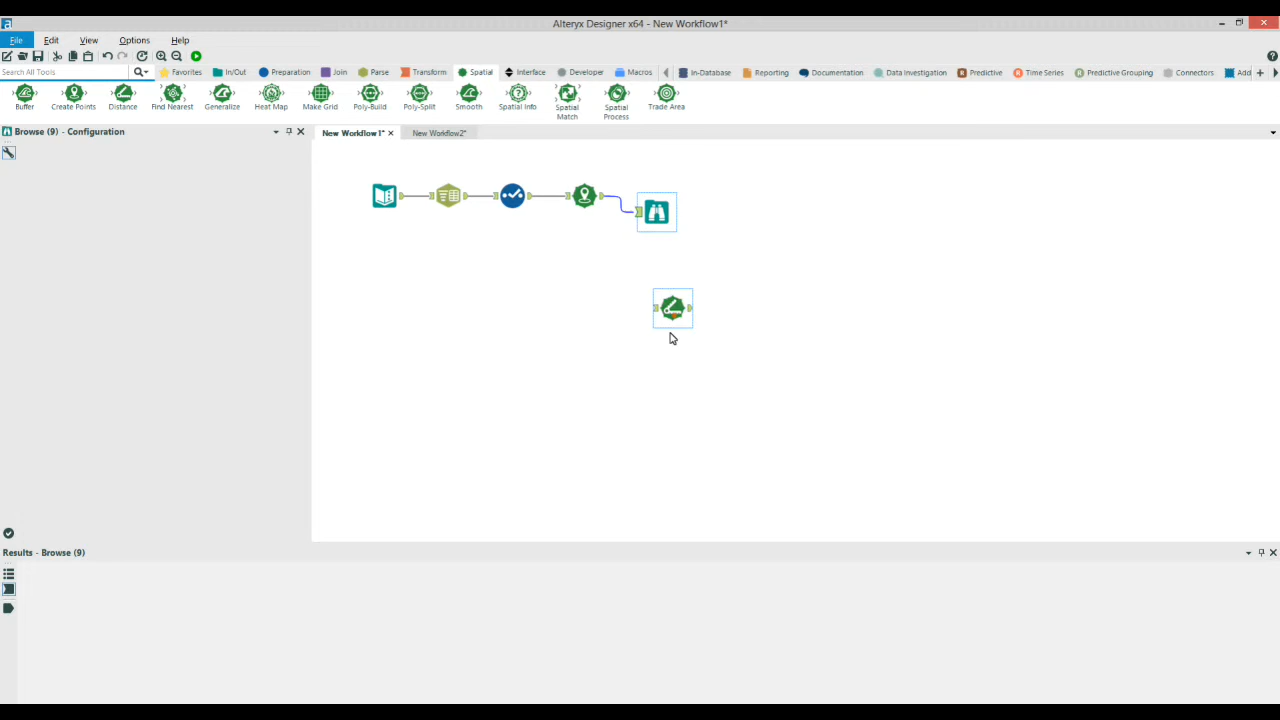 Alteryx Designer x64 - New Workflow1*
File Edit View Options Help
Search All Tools Favorites In/Out Preparation Join Parse Transform Spatial Interface Developer Macros In-Database Reporting Documentation Data Investigation Predictive Time Series Predictive Grouping Connectors Add
Buffer Create Points Distance Find Nearest Generalize Heat Map Make Grid Poly-Build Poly-Split Smooth Spatial Info Spatial Match Spatial Process Trade Area
Browse (9) - Configuration New Workflow1* New Workflow2*
Results - Browse (9)